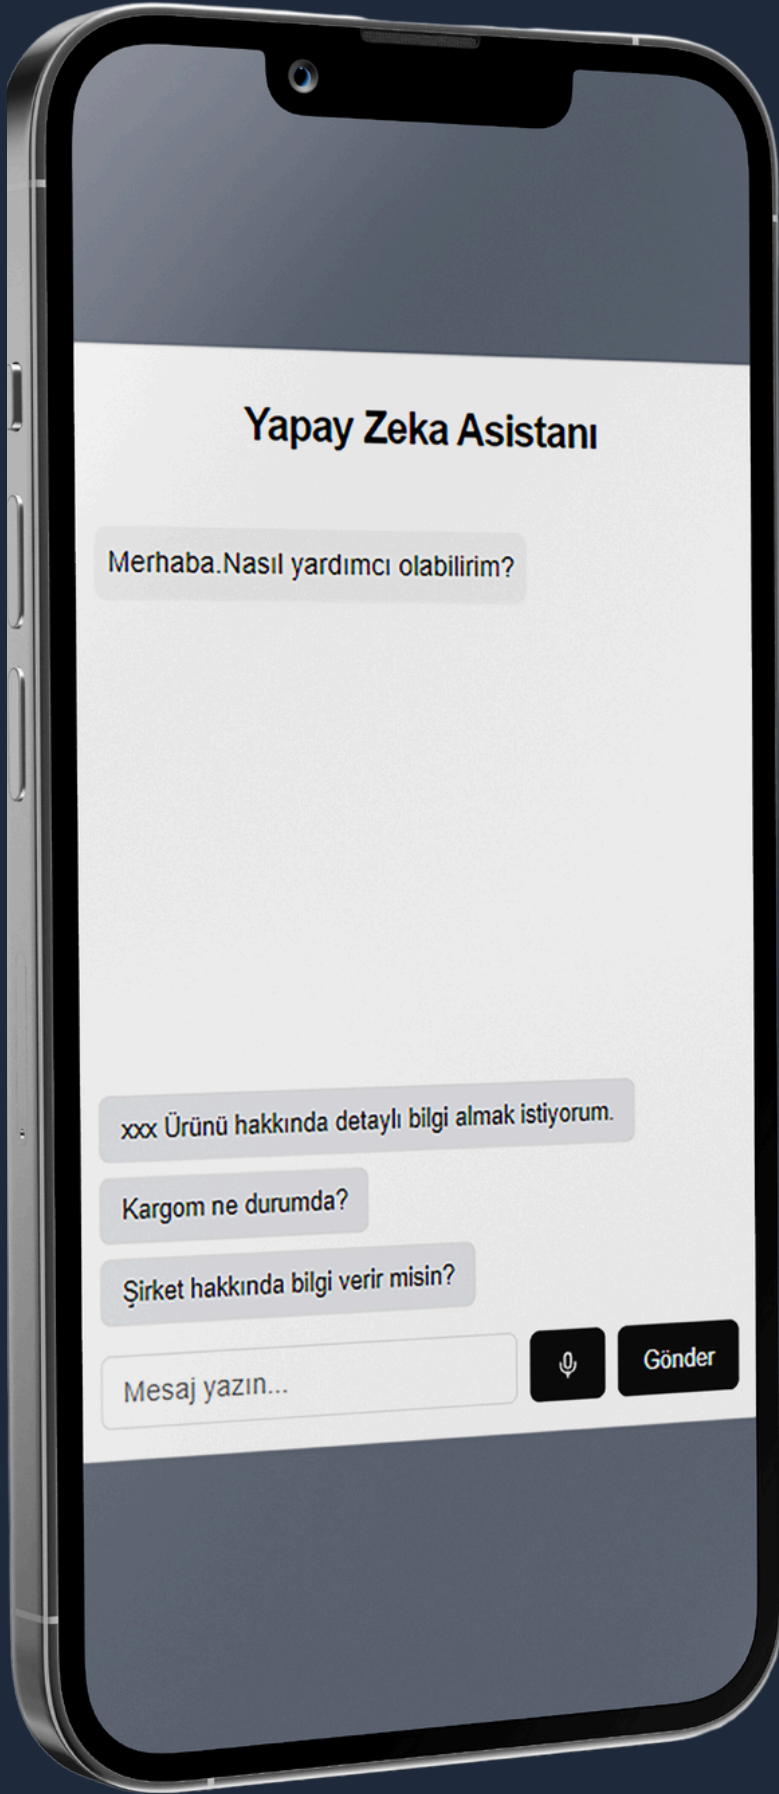 Yapay Zeka Asistanı
Merhaba.Nasıl yardımcı olabilirim?
xxx Ürünü hakkında detaylı bilgi almak istiyorum.
Kargom ne durumda?
Şirket hakkında bilgi verir misin?
Mesaj yazın...
Gönder